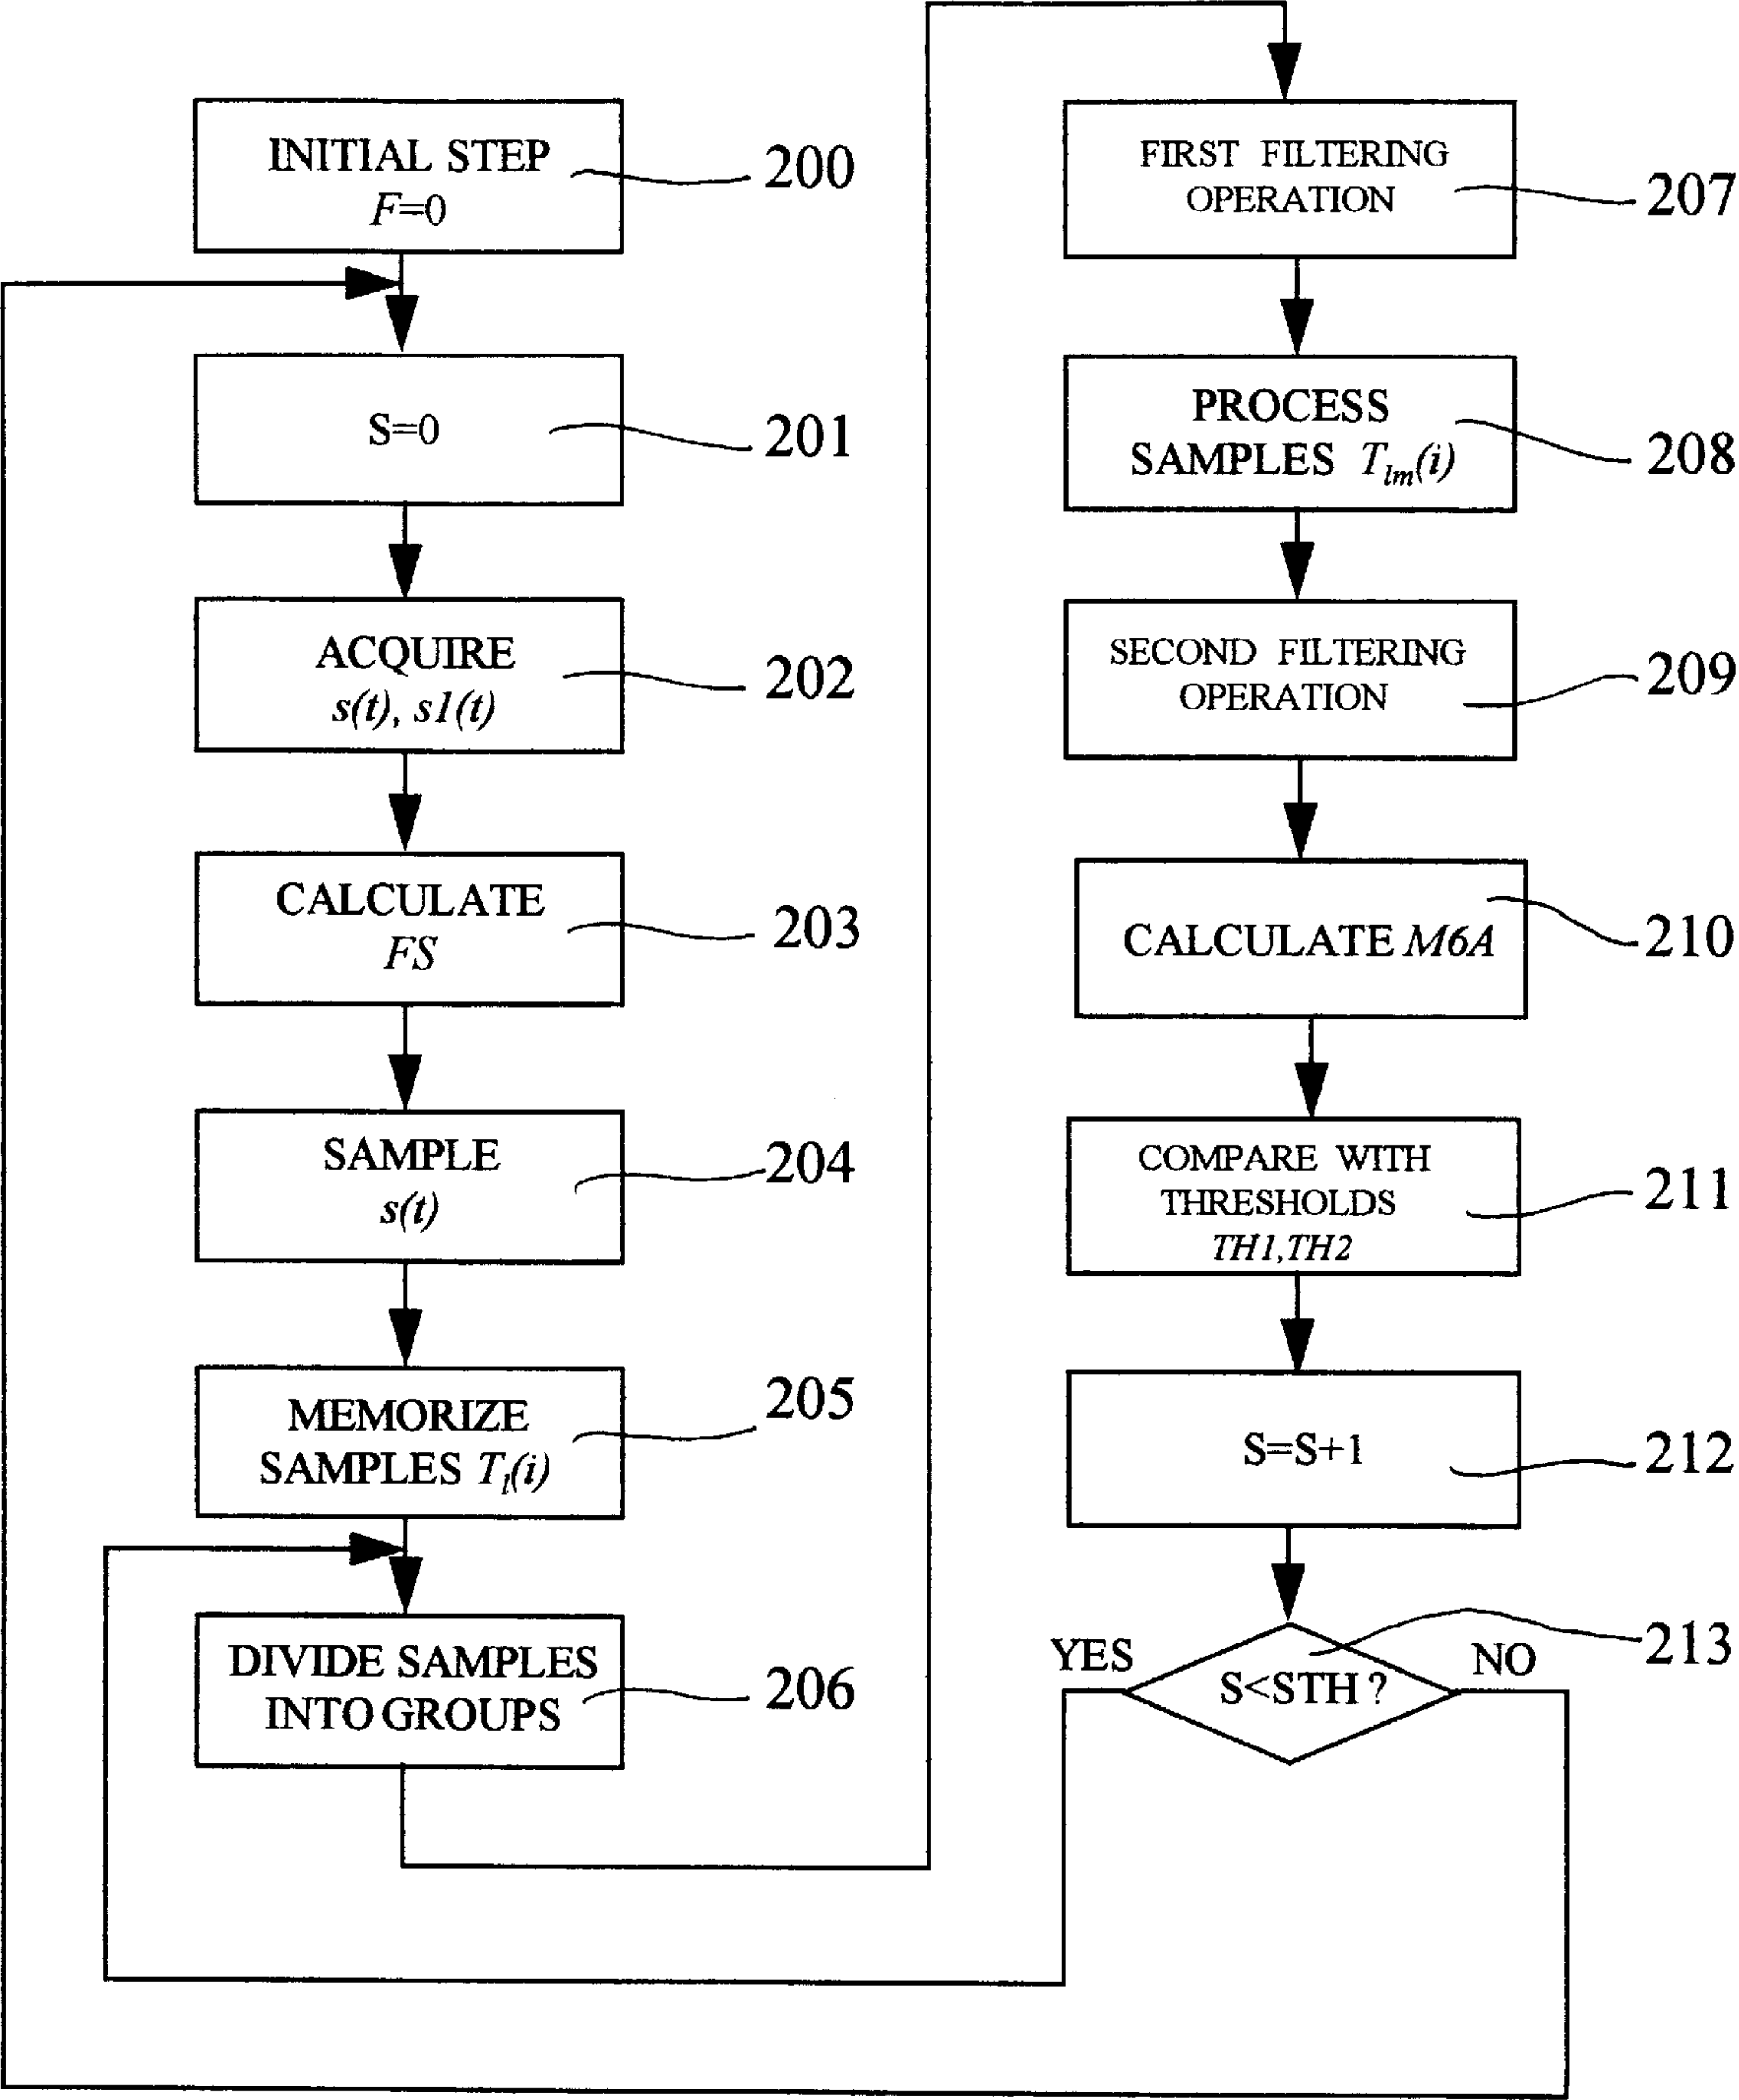 INITIAL STEP
F=0
200
S=0
201
ACQUIRE
s(t), s1(t)
202
CALCULATE
FS
203
SAMPLE
s(t)
204
MEMORIZE
SAMPLES Tl(i)
205
DIVIDE SAMPLES
INTO GROUPS
206
FIRST FILTERING
OPERATION
207
PROCESS
SAMPLES Tlm(i)
208
SECOND FILTERING
OPERATION
209
CALCULATE M6A
210
COMPARE WITH
THRESHOLDS
TH1,TH2
211
S=S+1
212
YES
S<STH ?
NO
213